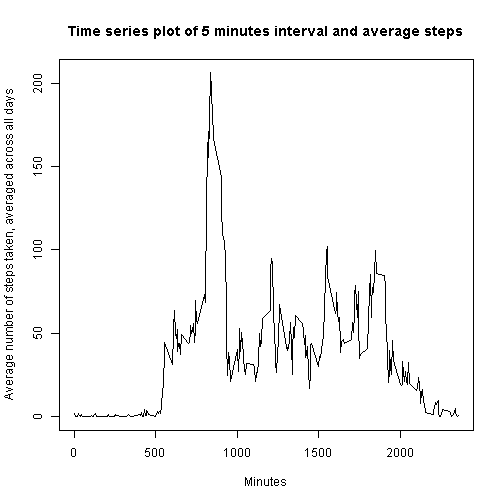 Time series plot of 5 minutes interval and average steps
Average number of steps taken, averaged across all days
200
150
100
50
0
0 500 1000 1500 2000
Minutes